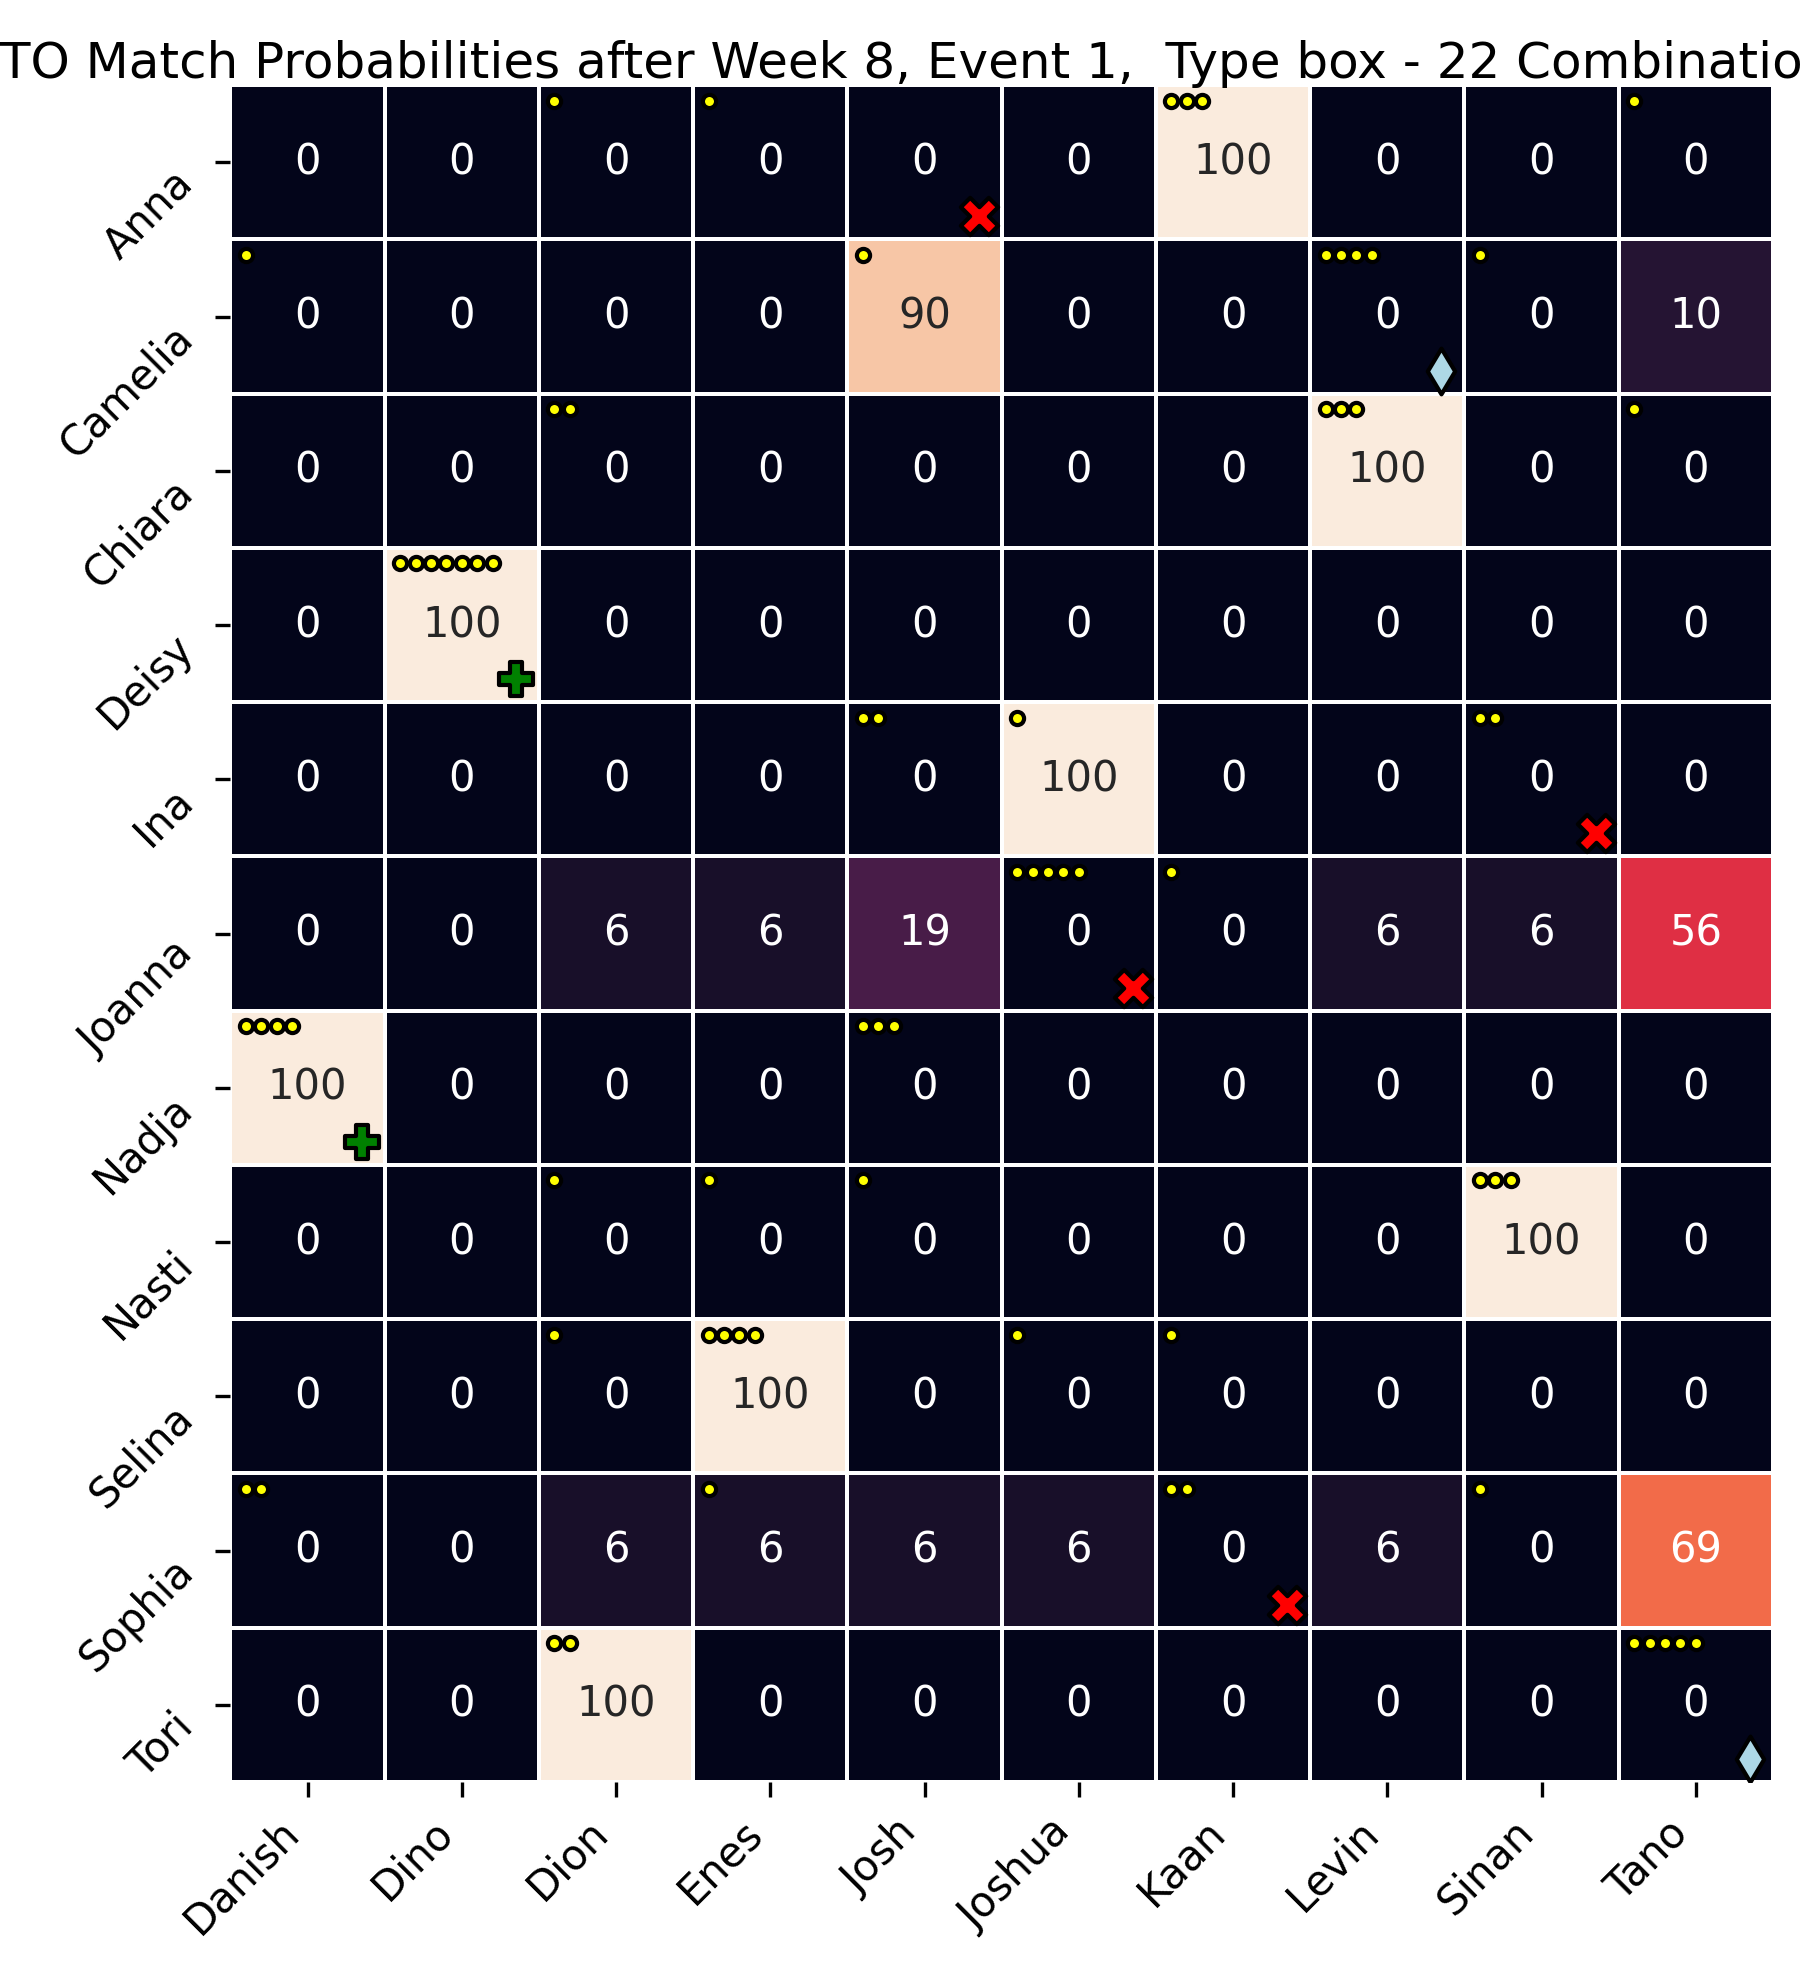 TO Match Probabilities after Week 8, Event 1, Type box - 22 Combinatio
Anna 0 0 0 0 0 0 100 0 0 0
Camelia 0 0 0 0 90 0 0 0 0 10
Chiara 0 0 0 0 0 0 0 100 0 0
Deisy 0 100 0 0 0 0 0 0 0 0
Ina 0 0 0 0 0 100 0 0 0 0
Joanna 0 0 6 6 19 0 0 6 6 56
Nadja 100 0 0 0 0 0 0 0 0 0
Nasti 0 0 0 0 0 0 0 0 100 0
Selina 0 0 0 100 0 0 0 0 0 0
Sophia 0 0 6 6 6 6 0 6 0 69
Tori 0 0 100 0 0 0 0 0 0 0
Danish Dino Dion Enes Josh Joshua Kaan Levin Sinan Tano